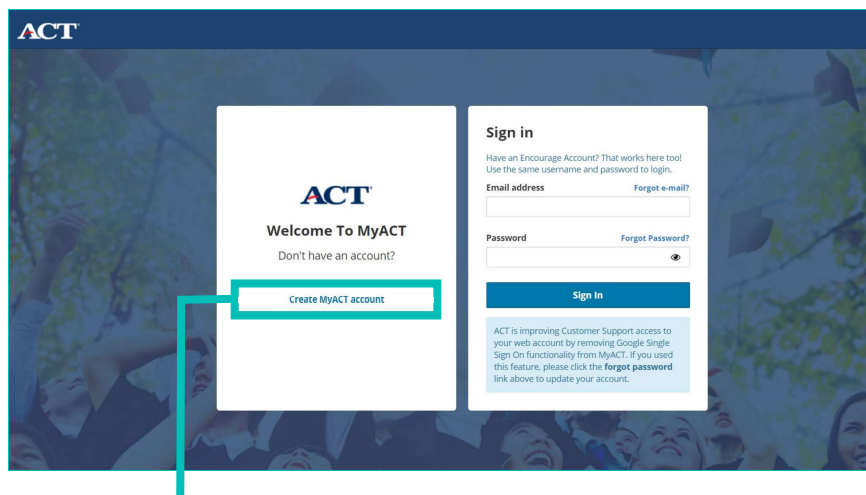 ACT
ACT
Welcome To MyACT
Don't have an account?
Create MyACT account
Sign in
Have an Encourage Account? That works here too!
Use the same username and password to login.
Email address Forgot e-mail?
Password Forgot Password?
Sign In
ACT is improving Customer Support access to
your web account by removing Google Single
Sign On functionality from MyACT. If you used
this feature, please click the forgot password
link above to update your account.